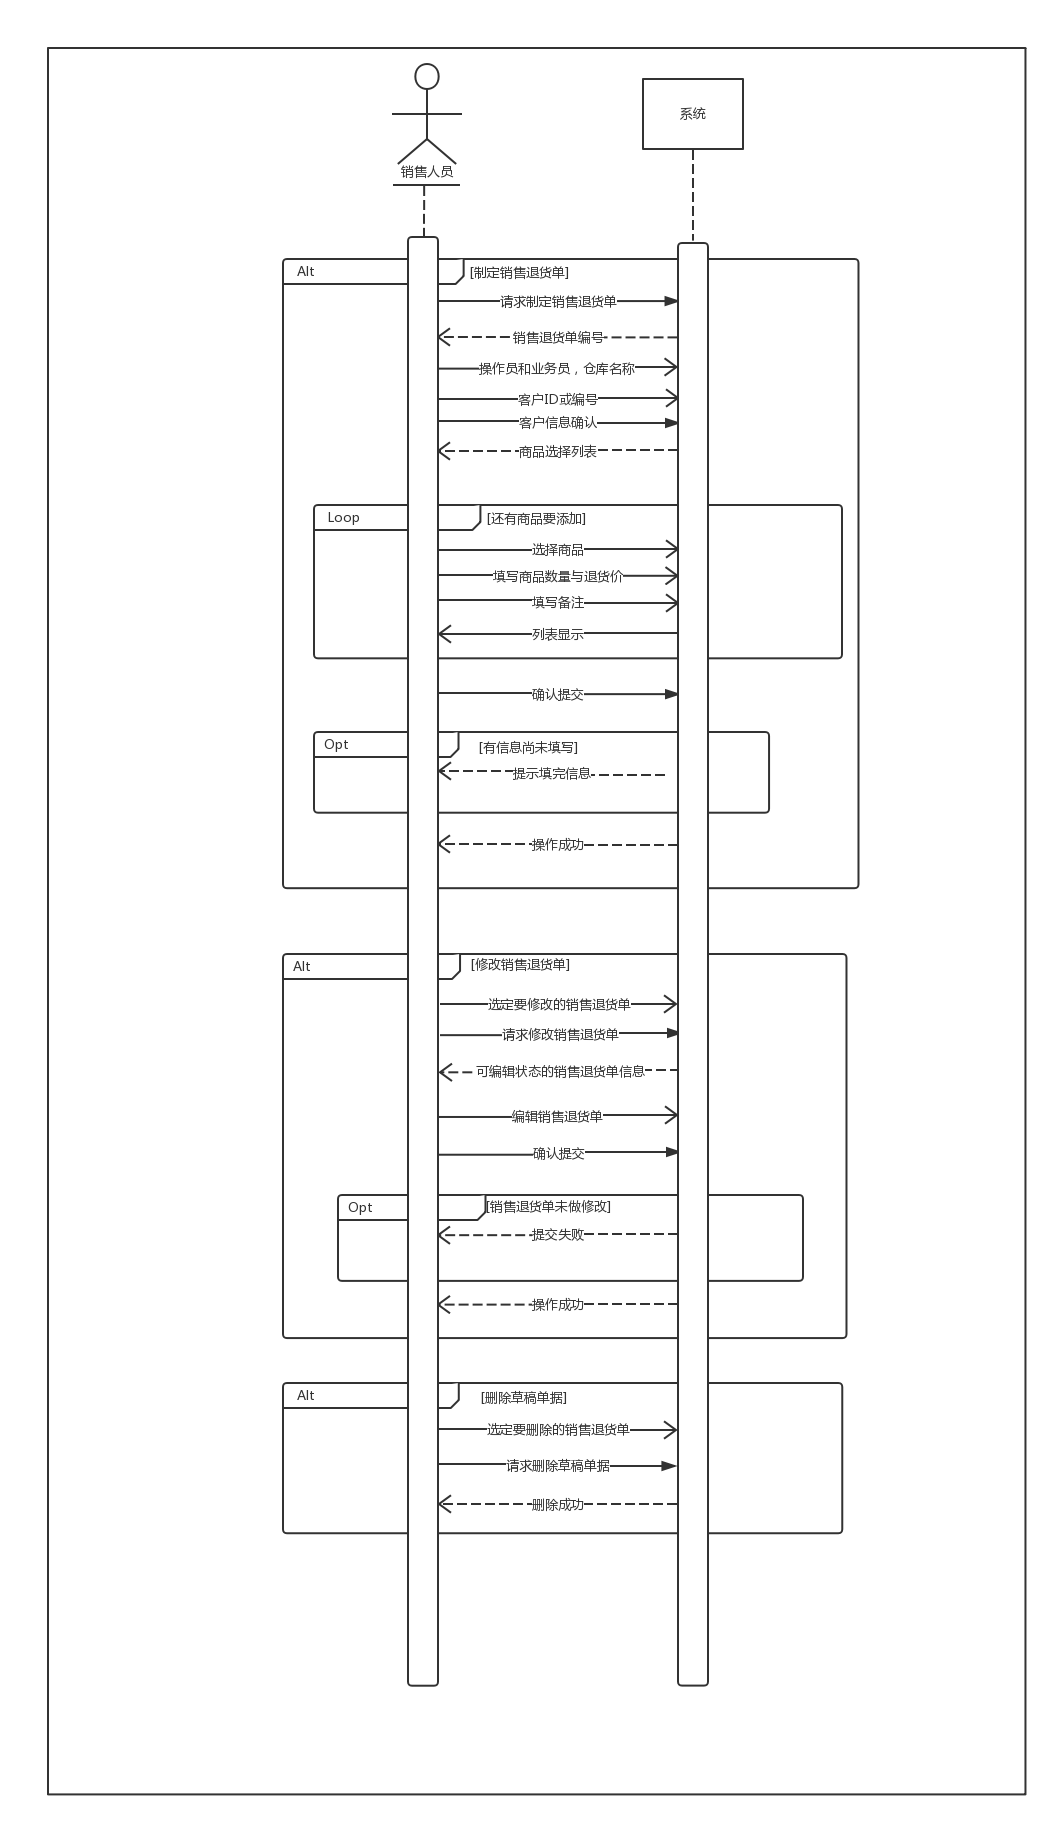 系统
销售人员
Alt
[制定销售退货单]
请求制定销售退货单
销售退货单编号
操作员和业务员，仓库名称
客户ID或编号
客户信息确认
商品选择列表
Loop
[还有商品要添加]
选择商品
填写商品数量与退货价
填写备注
列表显示
确认提交
Opt
[有信息尚未填写]
提示填完信息
操作成功
Alt
[修改销售退货单]
选定要修改的销售退货单
请求修改销售退货单
可编辑状态的销售退货单信息
编辑销售退货单
确认提交
Opt
[销售退货单未做修改]
提交失败
操作成功
Alt
[删除草稿单据]
选定要删除的销售退货单
请求删除草稿单据
删除成功